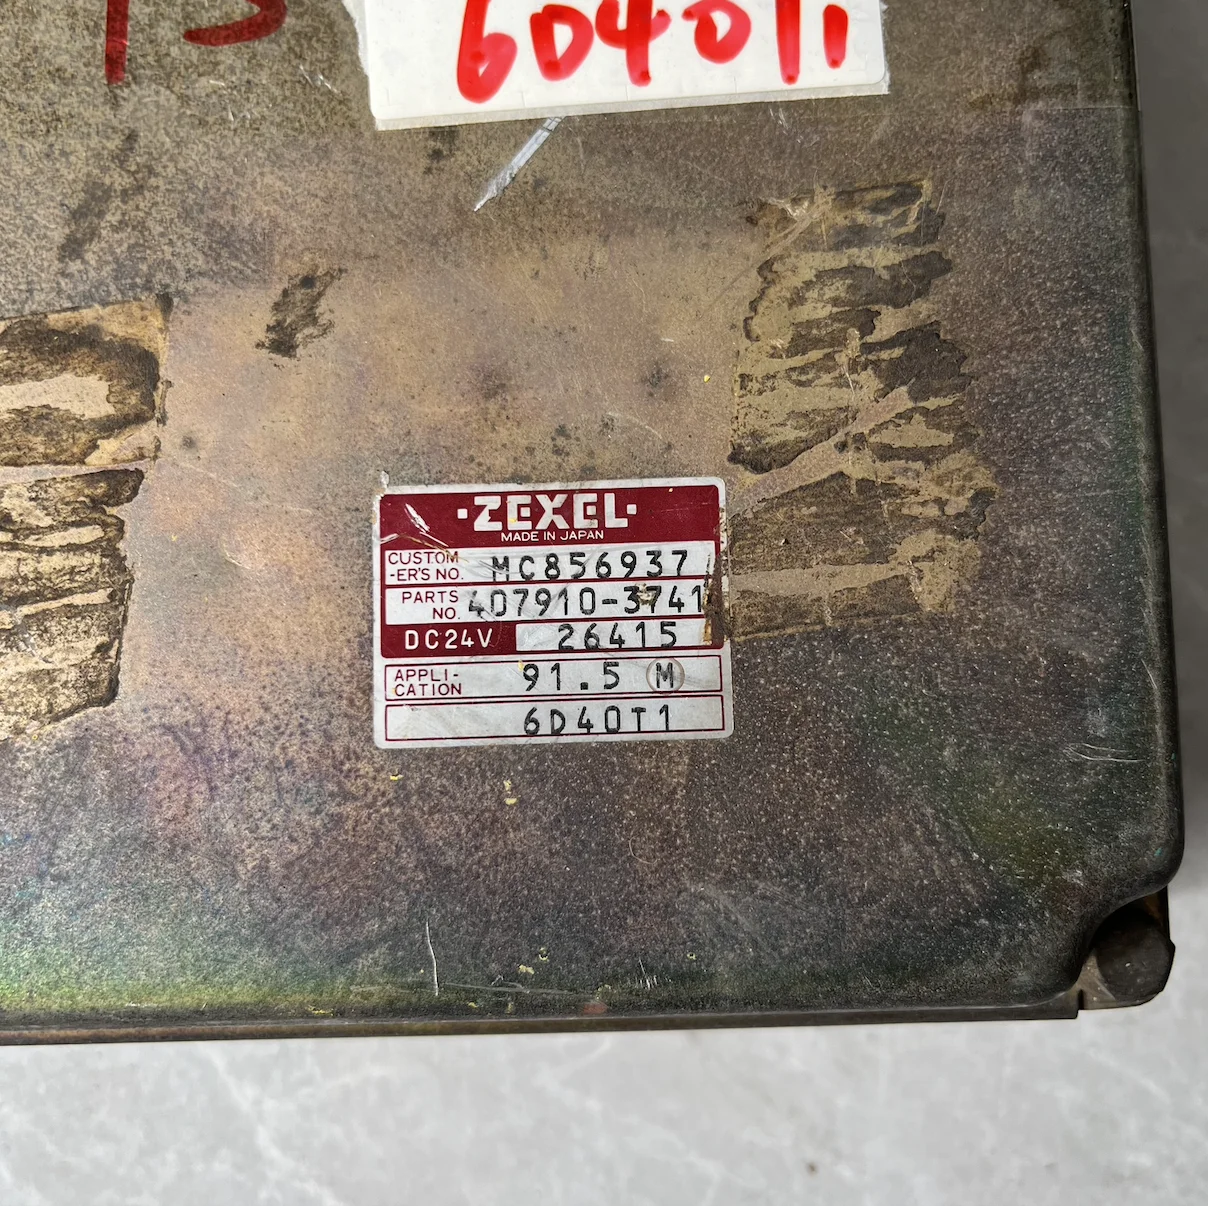 6D40T1
·ZEXEL·
MADE IN JAPAN
CUSTOM
-ER'S NO. MC856937
PARTS
NO. 407910-3741
DC24V 26415
APPLI-
CATION 91.5 M
6D40T1